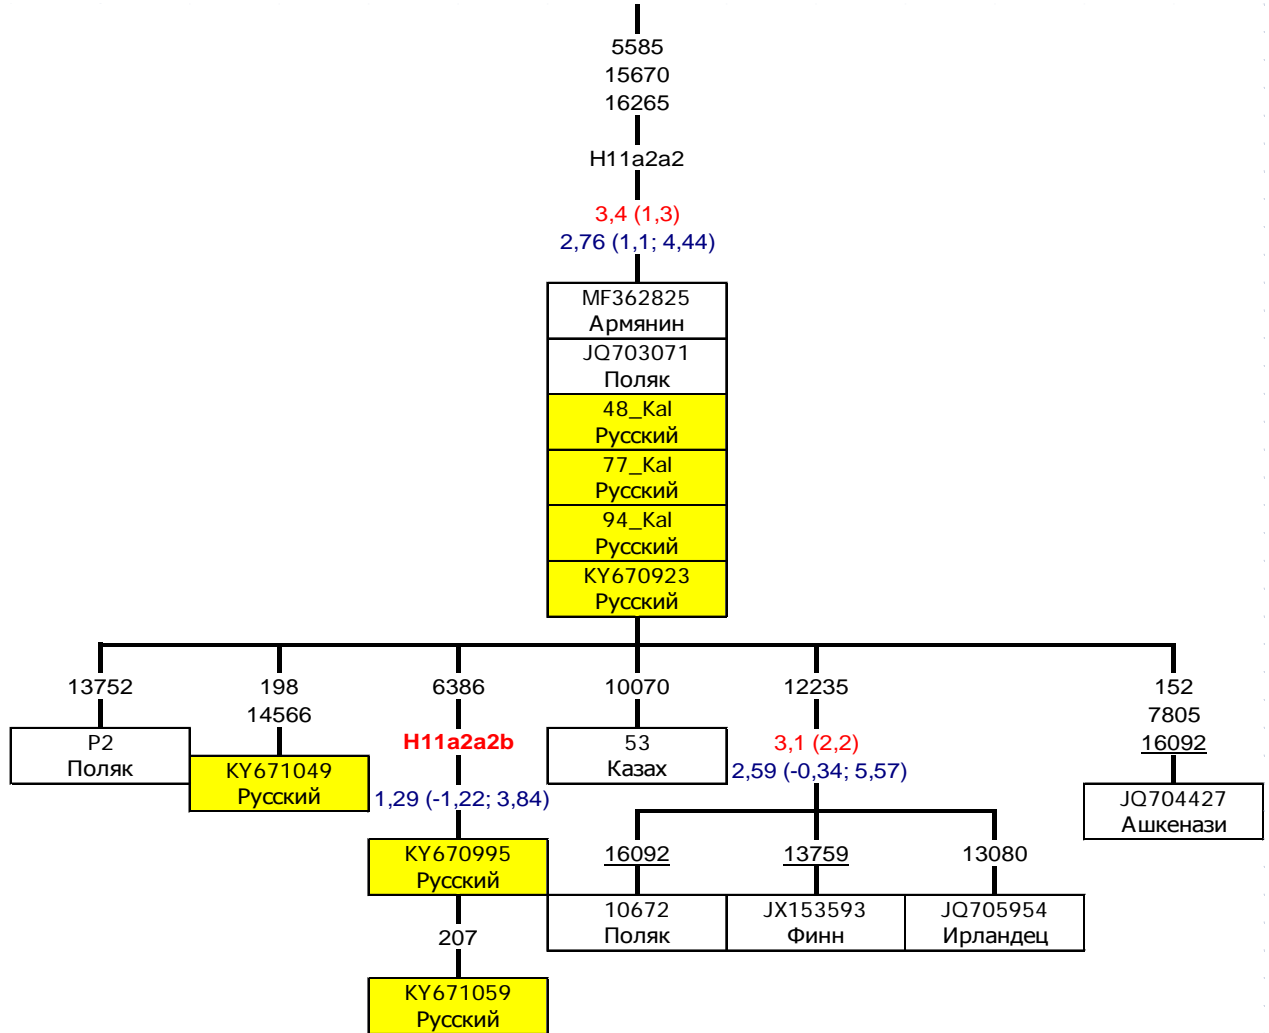 5585
15670
16265
H11a2a2
3,4 (1,3)
2,76 (1,1; 4,44)
MF362825
Армянин
JQ703071
Поляк
48_Kal
Русский
77_Kal
Русский
94_Kal
Русский
KY670923
Русский
13752
P2
Поляк
198
14566
KY671049
Русский
6386
H11a2a2b
1,29 (-1,22; 3,84)
KY670995
Русский
207
KY671059
Русский
10070
53
Казах
12235
3,1 (2,2)
2,59 (-0,34; 5,57)
16092
10672
Поляк
13759
JX153593
Финн
13080
JQ705954
Ирландец
152
7805
16092
JQ704427
Ашкенази